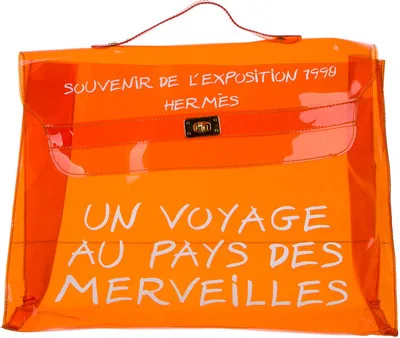 SOUVENIR DE L'EXPOSITION 1998
HERMÈS
UN VOYAGE
AU PAYS DES
MERVEILLES